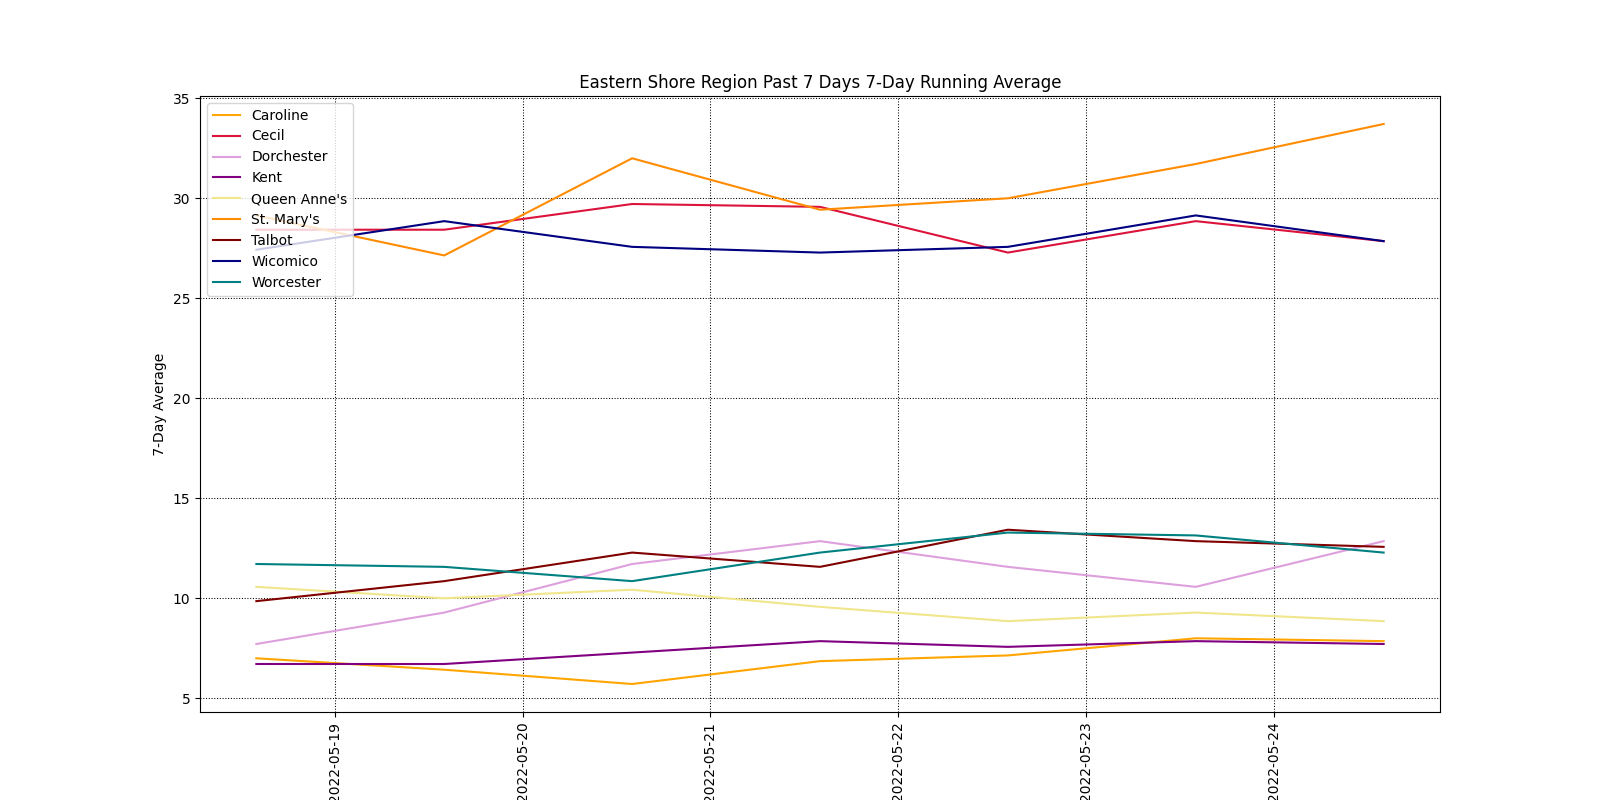 Eastern Shore Region Past 7 Days 7-Day Running Average
35
30
25
20
15
10
5
7-Day Average
Caroline
Cecil
Dorchester
Kent
Queen Anne's
St. Mary's
Talbot
Wicomico
Worcester
2022-05-19
2022-05-20
2022-05-21
2022-05-22
2022-05-23
2022-05-24